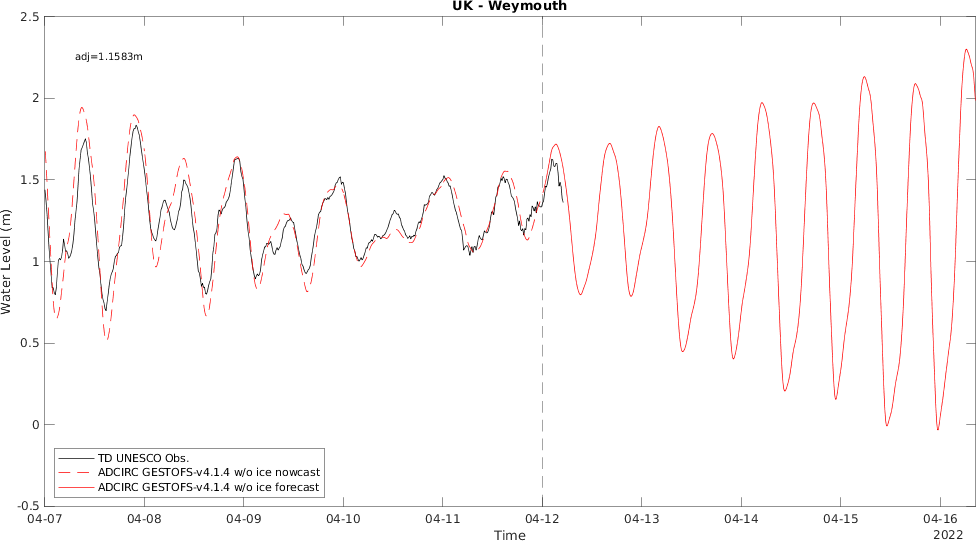 UK - Weymouth
adj=1.1583m
Water Level (m)
2.5
2
1.5
1
0.5
0
-0.5
TD UNESCO Obs.
ADCIRC GESTOFS-v4.1.4 w/o ice nowcast
ADCIRC GESTOFS-v4.1.4 w/o ice forecast
04-07 04-08 04-09 04-10 04-11 04-12 04-13 04-14 04-15 04-16
Time
2022